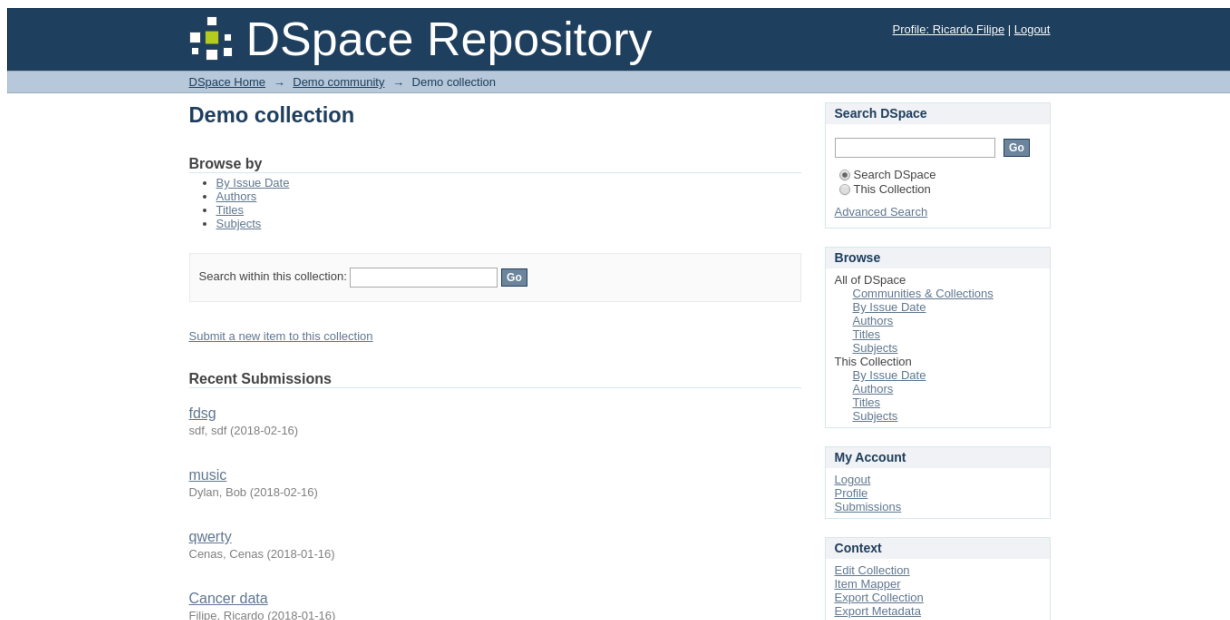 DSpace Repository
Profile: Ricardo Filipe | Logout
DSpace Home → Demo community → Demo collection
Demo collection
Browse by
By Issue Date
Authors
Titles
Subjects
Search within this collection: Go
Submit a new item to this collection
Recent Submissions
fdsg
sdf, sdf (2018-02-16)
music
Dylan, Bob (2018-02-16)
qwerty
Cenas, Cenas (2018-01-16)
Cancer data
Filipe, Ricardo (2018-01-16)
Search DSpace
Go
Search DSpace
This Collection
Advanced Search
Browse
All of DSpace
Communities & Collections
By Issue Date
Authors
Titles
Subjects
This Collection
By Issue Date
Authors
Titles
Subjects
My Account
Logout
Profile
Submissions
Context
Edit Collection
Item Mapper
Export Collection
Export Metadata